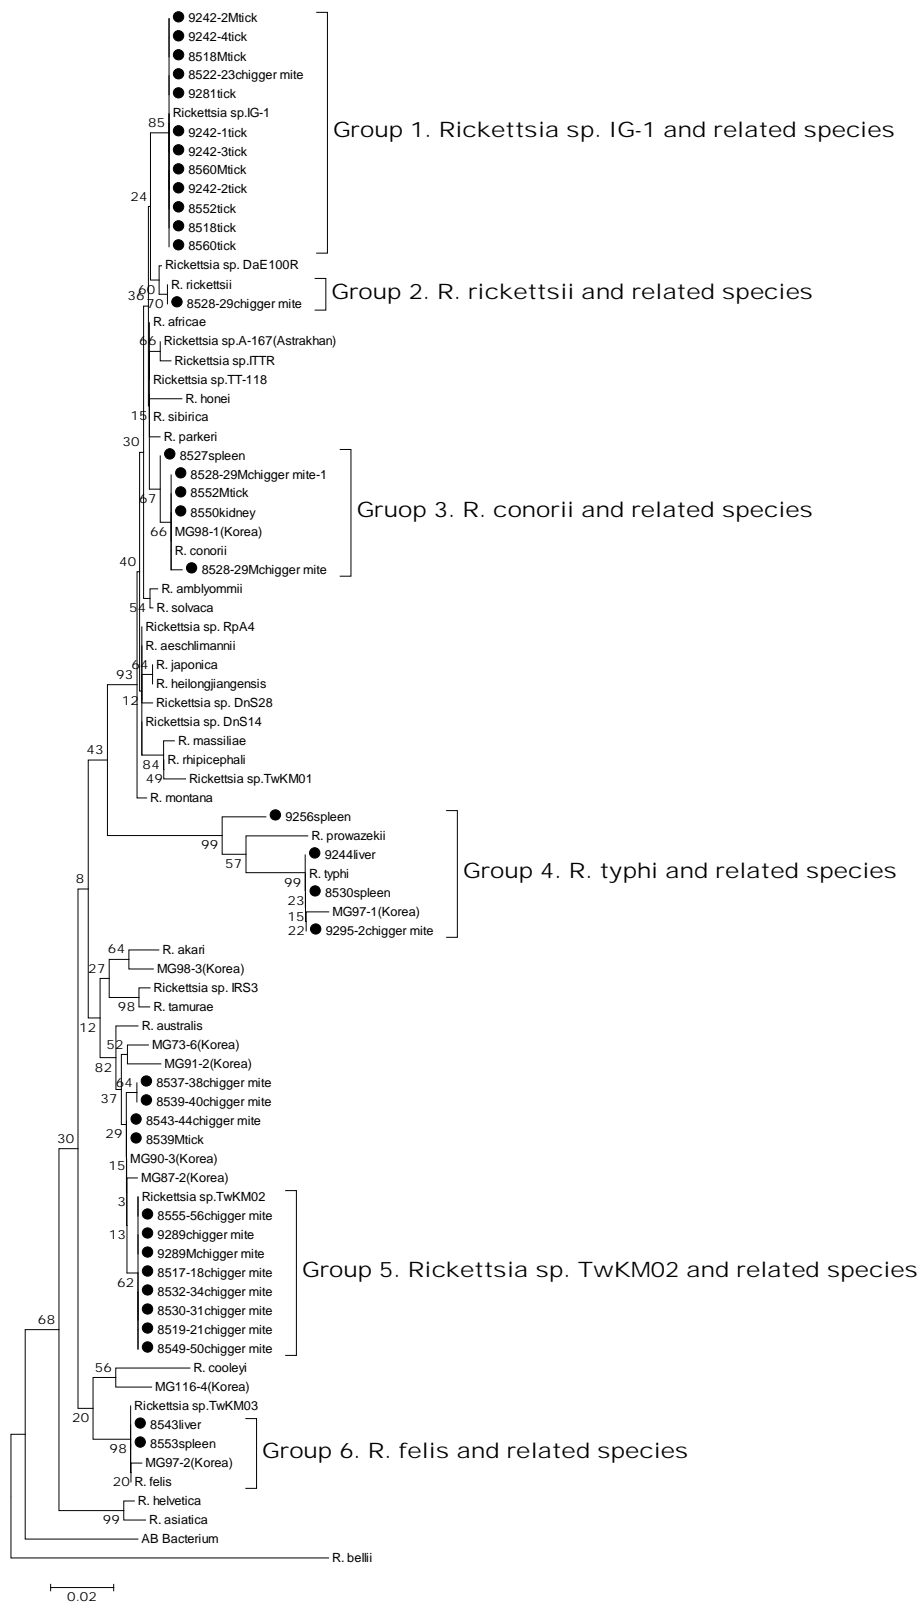 9242-2Mtick
9242-4tick
8518Mtick
8522-23chigger mite
9281tick
Rickettsia sp.IG-1
85
Group 1. Rickettsia sp. IG-1 and related species
9242-1tick
9242-3tick
8560Mtick
9242-2tick
24
8552tick
8518tick
8560tick
Rickettsia sp. DaE100R
R. rickettsii
60
Group 2. R. rickettsii and related species
36
70
8528-29chigger mite
R. africae
66
Rickettsia sp.A-167(Astrakhan)
Rickettsia sp.ITTR
Rickettsia sp.TT-118
R. honei
15
R. sibirica
30
R. parkeri
8527spleen
8528-29Mchigger mite-1
67
8552Mtick
8550kidney
Gruop 3. R. conorii and related species
66
MG98-1(Korea)
R. conorii
40
8528-29Mchigger mite
R. amblyommii
54
R. solvaca
Rickettsia sp. RpA4
R. aeschlimannii
64
R. japonica
93
R. heilongjiangensis
12
Rickettsia sp. DnS28
Rickettsia sp. DnS14
R. massiliae
43
84
R. rhipicephali
49
Rickettsia sp.TwKM01
R. montana
9256spleen
99
R. prowazekii
57
9244liver
R. typhi
Group 4. R. typhi and related species
99
8
23
8530spleen
15
MG97-1(Korea)
22
9295-2chigger mite
64
R. akari
27
MG98-3(Korea)
Rickettsia sp. IRS3
98
R. tamurae
12
R. australis
52
MG73-6(Korea)
82
MG91-2(Korea)
64
8537-38chigger mite
37
8539-40chigger mite
8543-44chigger mite
29
30
8539Mtick
15
MG90-3(Korea)
MG87-2(Korea)
3
Rickettsia sp.TwKM02
8555-56chigger mite
13
9289chigger mite
9289Mchigger mite
Group 5. Rickettsia sp. TwKM02 and related species
62
8517-18chigger mite
8532-34chigger mite
8530-31chigger mite
68
8519-21chigger mite
8549-50chigger mite
56
R. cooleyi
MG116-4(Korea)
20
Rickettsia sp.TwKM03
8543liver
98
8553spleen
Group 6. R. felis and related species
MG97-2(Korea)
20
R. felis
R. helvetica
99
R. asiatica
AB Bacterium
R. bellii
0.02